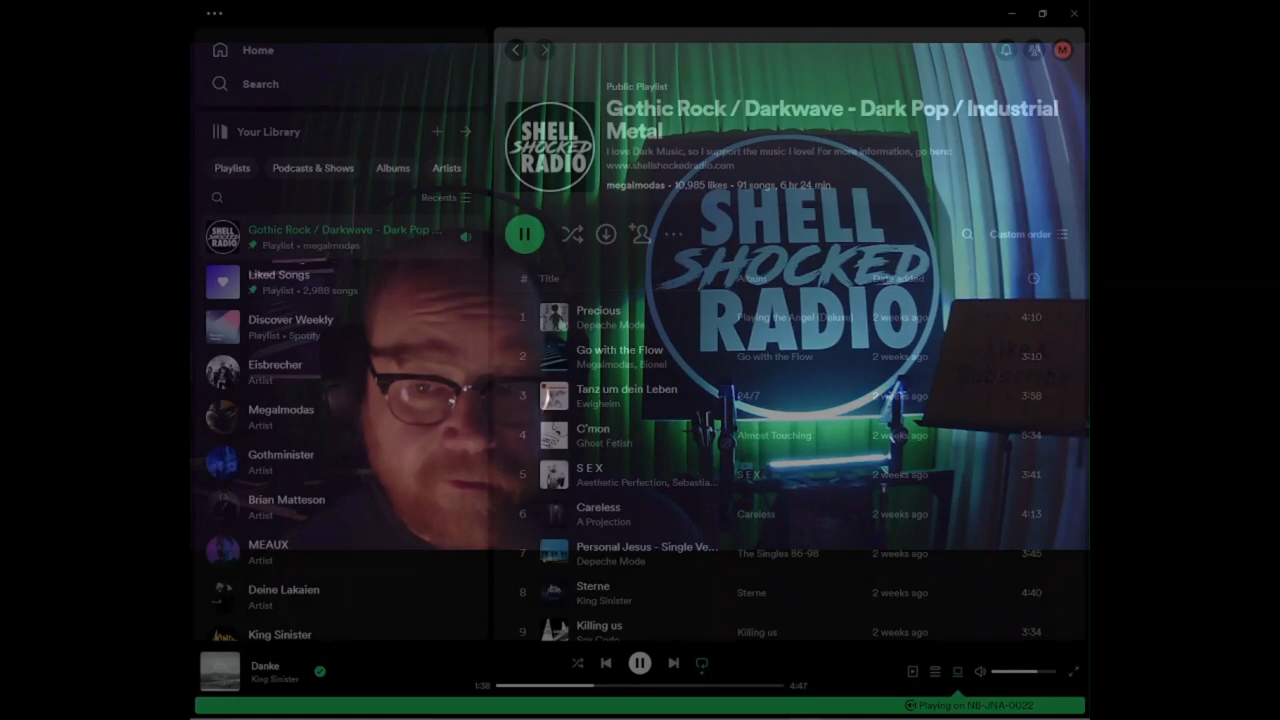 Home
Search
Your Library
Playlists
Podcasts & Shows
Albums
Artists
Recents
Gothic Rock / Darkwave - Dark Pop ...
Playlist • megalmodas
Liked Songs
Playlist • 2,988 songs
Discover Weekly
Playlist • Spotify
Eisbrecher
Artist
Megalmodas
Artist
Gothminister
Artist
Brian Matteson
Artist
MEAUX
Artist
Deine Lakaien
Artist
King Sinister
M
Public Playlist
Gothic Rock / Darkwave - Dark Pop / Industrial
Metal
I love Dark Music, so I support the music I love! For more information, go here:
www.shellshockedradio.com
megalmodas • 10,985 likes • 91 songs, 6 hr 24 min
SHELL
SHOCKED
RADIO
SHELL
SHOCKED
RADIO
Custom order
# Title Album Date added
1 Precious Playing the Angel (Deluxe) 2 weeks ago 4:10
Depeche Mode
2 Go with the Flow Go with the Flow 2 weeks ago 3:10
Megalmodas, Bionel
3 Tanz um dein Leben 24/7 2 weeks ago 3:58
Ewigheim
4 C'mon Almost Touching 2 weeks ago 5:34
Ghost Fetish
5 S E X S E X 2 weeks ago 3:41
Aesthetic Perfection, Sebastia...
6 Careless Careless 2 weeks ago 4:13
A Projection
7 Personal Jesus - Single Ve... The Singles 86-98 2 weeks ago 3:45
Depeche Mode
8 Sterne Sterne 2 weeks ago 4:40
King Sinister
9 Killing us Killing us 2 weeks ago 3:34
Sex Code
Like &
Subscribe
Danke
King Sinister
1:38
4:47
Playing on NB-JNA-0022